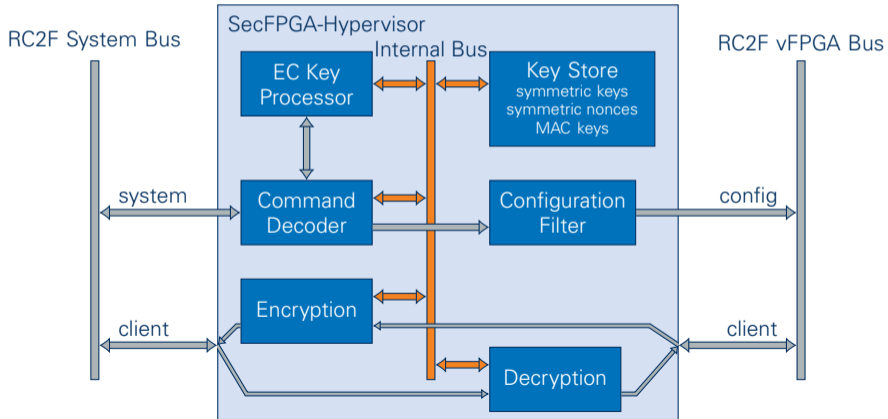 SecFPGA-Hypervisor
RC2F System Bus
Internal Bus
RC2F vFPGA Bus
EC Key
Processor
Key Store
symmetric keys
symmetric nonces
MAC keys
system
Command
Decoder
Configuration
Filter
config
Encryption
client
client
Decryption